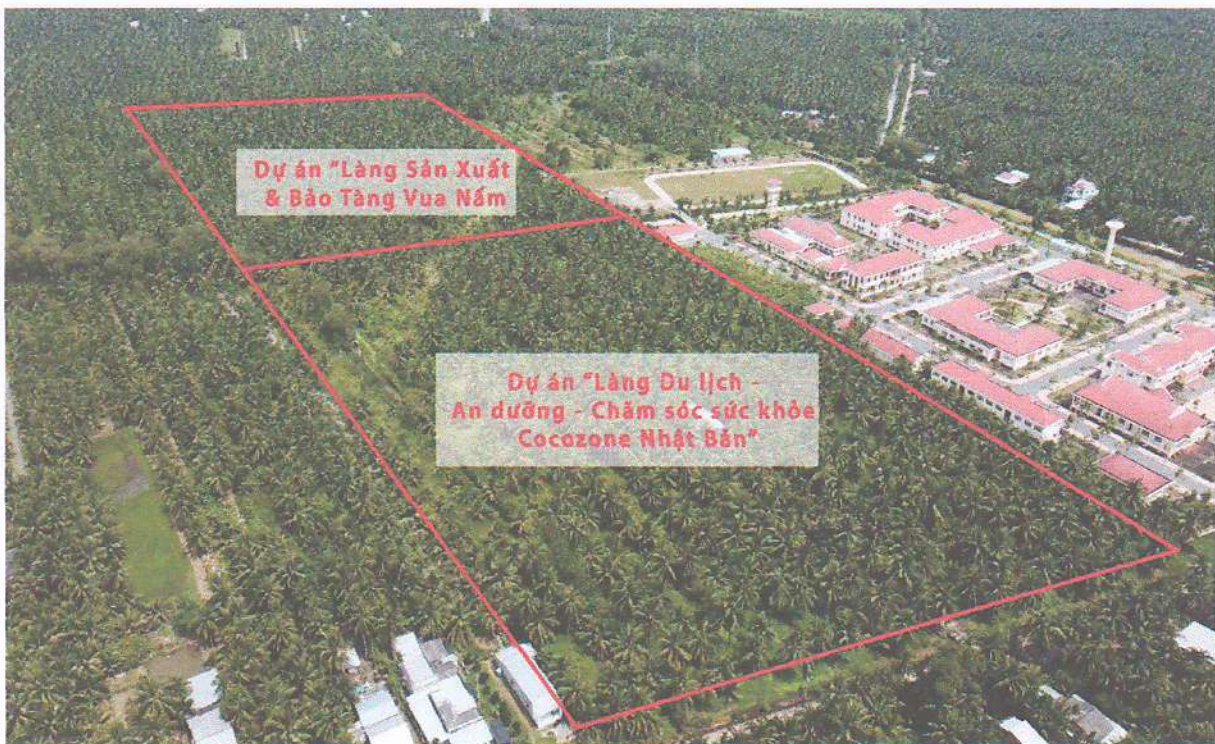 Dự án "Làng Sản Xuất
& Bảo Tàng Vua Nấm
Dự án "Làng Du lịch -
An dưỡng - Chăm sóc sức khỏe
Cocozone Nhật Bản"